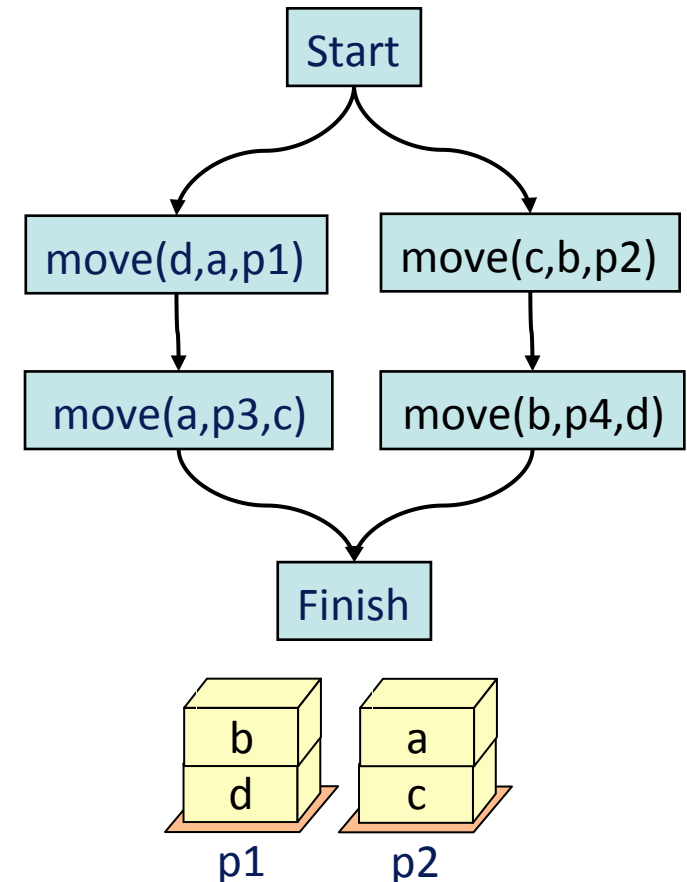 Start
move(d,a,p1)
move(c,b,p2)
move(a,p3,c)
move(b,p4,d)
Finish
b
a
d
c
p1
p2